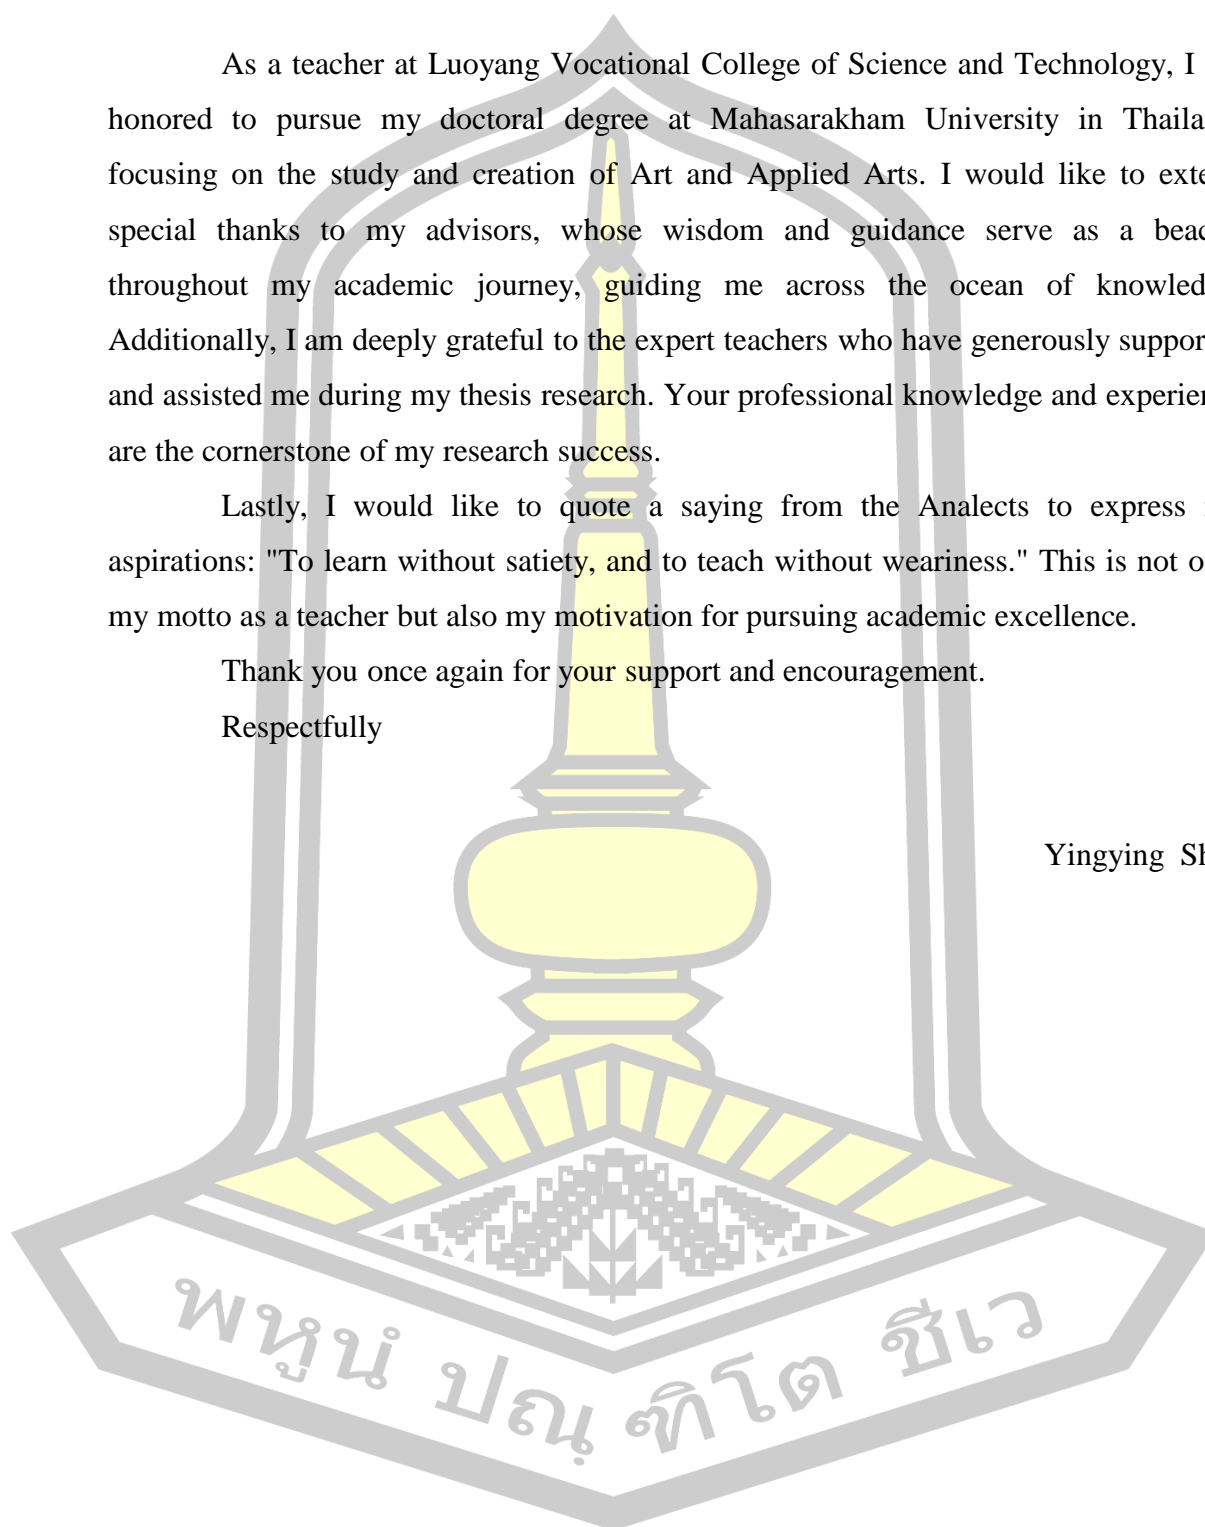 As a teacher at Luoyang Vocational College of Science and Technology, I
honored to pursue my doctoral degree at Mahasarakham University in
focusing on the study and creation of Art and Applied Arts. I would like to
special thanks to my advisors, whose wisdom and guidance serve as a
throughout my academic journey, guiding me across the ocean of
Additionally, I am deeply grateful to the expert teachers who have generously
and assisted me during my thesis research. Your professional knowledge and
are the cornerstone of my research success.
Lastly, I would like to quote a saying from the Analects to express
aspirations: "To learn without satiety, and to teach without weariness." This is not
my motto as a teacher but also my motivation for pursuing academic excellence.
Thank you once again for your support and encouragement.
Respectfully
Yingying
พหูนํ ปณฺฑิโต ชีเว